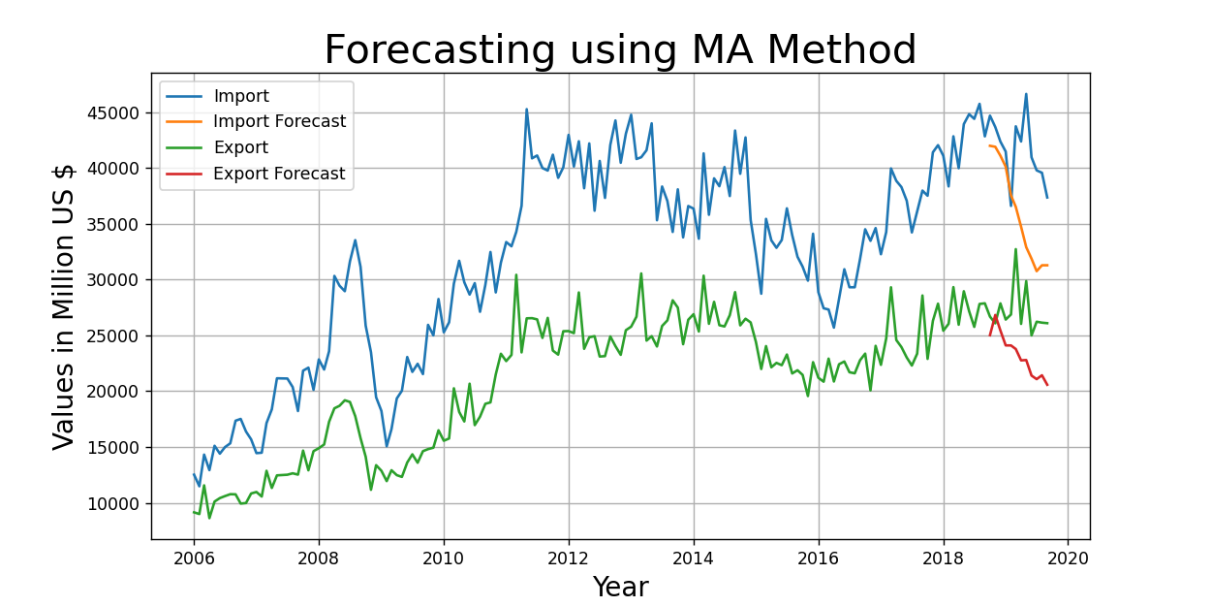 Forecasting using MA Method
Import
Import Forecast
Export
Export Forecast
Values in Million US $
45000
40000
35000
30000
25000
20000
15000
10000
2006 2008 2010 2012 2014 2016 2018 2020
Year